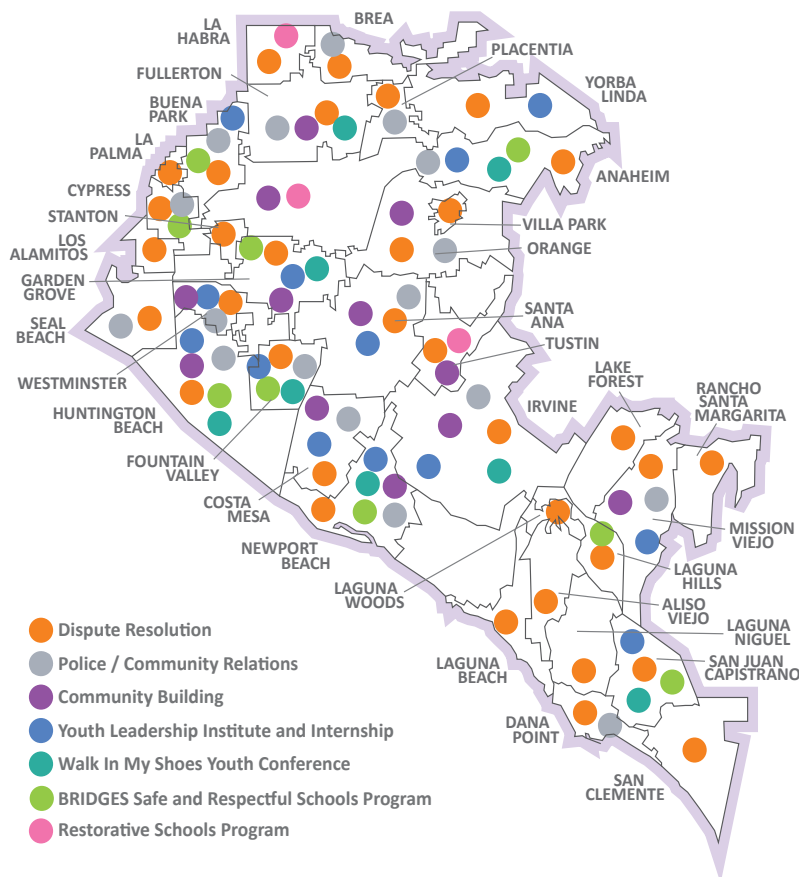 LA
HABRA
BREA
FULLERTON
PLACENTIA
BUENA
PARK
YORBA
LINDA
LA
PALMA
ANAHEIM
CYPRESS
STANTON
VILLA PARK
LOS
ALAMITOS
ORANGE
GARDEN
GROVE
SEAL
BEACH
SANTA
ANA
TUSTIN
WESTMINSTER
LAKE
FOREST
RANCHO
SANTA
MARGARITA
HUNTINGTON
BEACH
IRVINE
FOUNTAIN
VALLEY
COSTA
MESA
MISSION
VIEJO
NEWPORT
BEACH
LAGUNA
HILLS
LAGUNA
WOODS
ALISO
VIEJO
LAGUNA
NIGUEL
LAGUNA
BEACH
SAN JUAN
CAPISTRANO
DANA
POINT
SAN
CLEMENTE
Dispute Resolution
Police / Community Relations
Community Building
Youth Leadership Institute and Internship
Walk In My Shoes Youth Conference
BRIDGES Safe and Respectful Schools Program
Restorative Schools Program